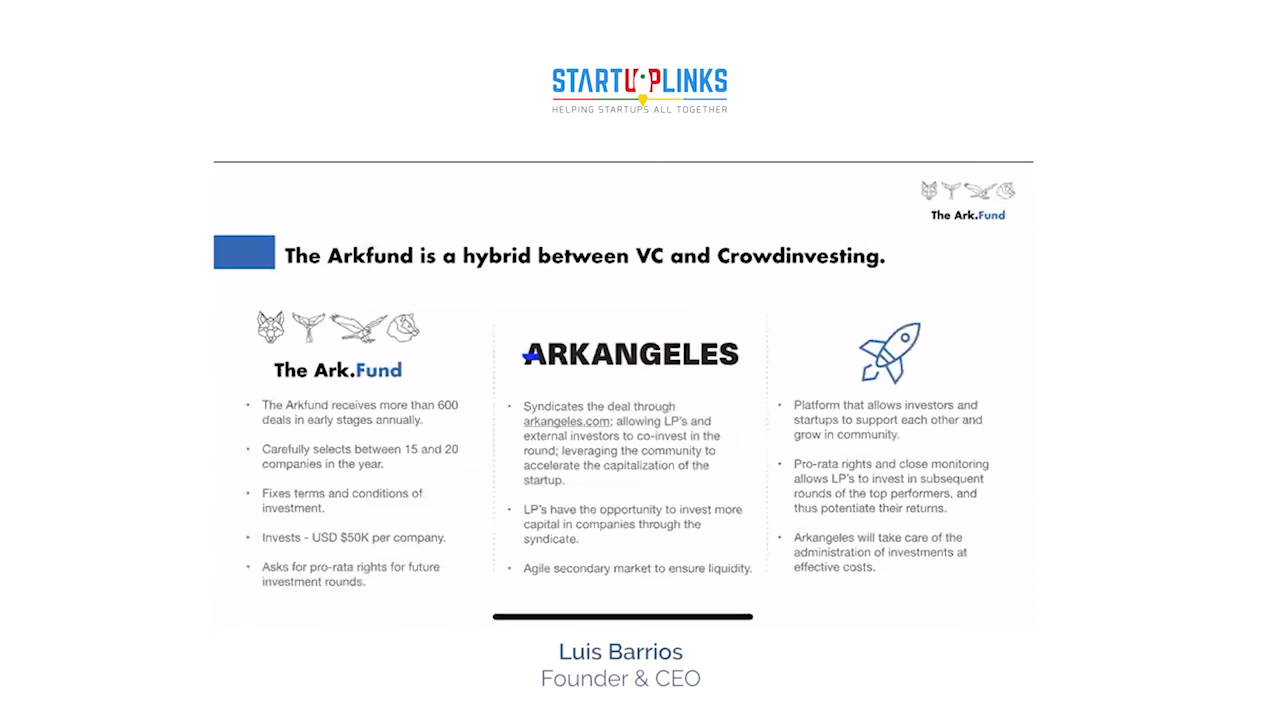 STARTUPLINKS
HELPING STARTUPS ALL TOGETHER
The Ark.Fund
The Arkfund is a hybrid between VC and Crowdinvesting.
The Ark.Fund
• The Arkfund receives more than 600
deals in early stages annually.
• Carefully selects between 15 and 20
companies in the year.
• Fixes terms and conditions of
investment.
• Invests - USD $50K per company.
• Asks for pro-rata rights for future
investment rounds.
ARKANGELES
• Syndicates the deal through
arkangeles.com; allowing LP's and
external investors to co-invest in the
round; leveraging the community to
accelerate the capitalization of the
startup.
• LP's have the opportunity to invest more
capital in companies through the
syndicate.
• Agile secondary market to ensure liquidity.
• Platform that allows investors and
startups to support each other and
grow in community.
• Pro-rata rights and close monitoring
allows LP's to invest in subsequent
rounds of the top performers, and
thus potentiate their returns.
• Arkangeles will take care of the
administration of investments at
effective costs.
Luis Barrios
Founder & CEO